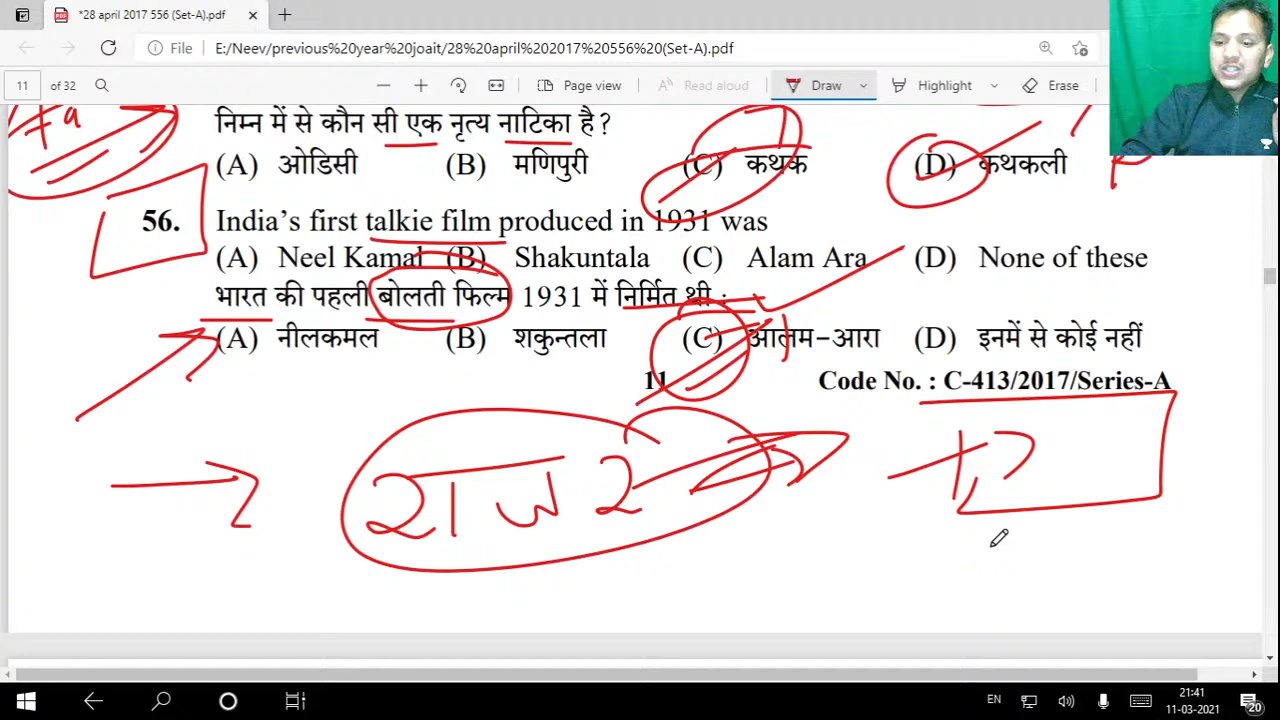 *28 april 2017 556 (Set-A).pdf
File E:/Neev/previous%20year%20joait/28%20april%202017%20556%20(Set-A).pdf
11 of 32 Page view Read aloud Draw Highlight Erase
निम्न में से कौन सी एक नृत्य नाटिका है ?
(A) ओडिसी (B) मणिपुरी (C) कथक (D) कथकली
56. India's first talkie film produced in 1931 was
(A) Neel Kamal (B) Shakuntala (C) Alam Ara (D) None of these
भारत की पहली बोलती फिल्म 1931 में निर्मित थी :
(A) नीलकमल (B) शकुन्तला (C) आलम-आरा (D) इनमें से कोई नहीं
11 Code No. : C-413/2017/Series-A
EN 21:41
11-03-2021 20